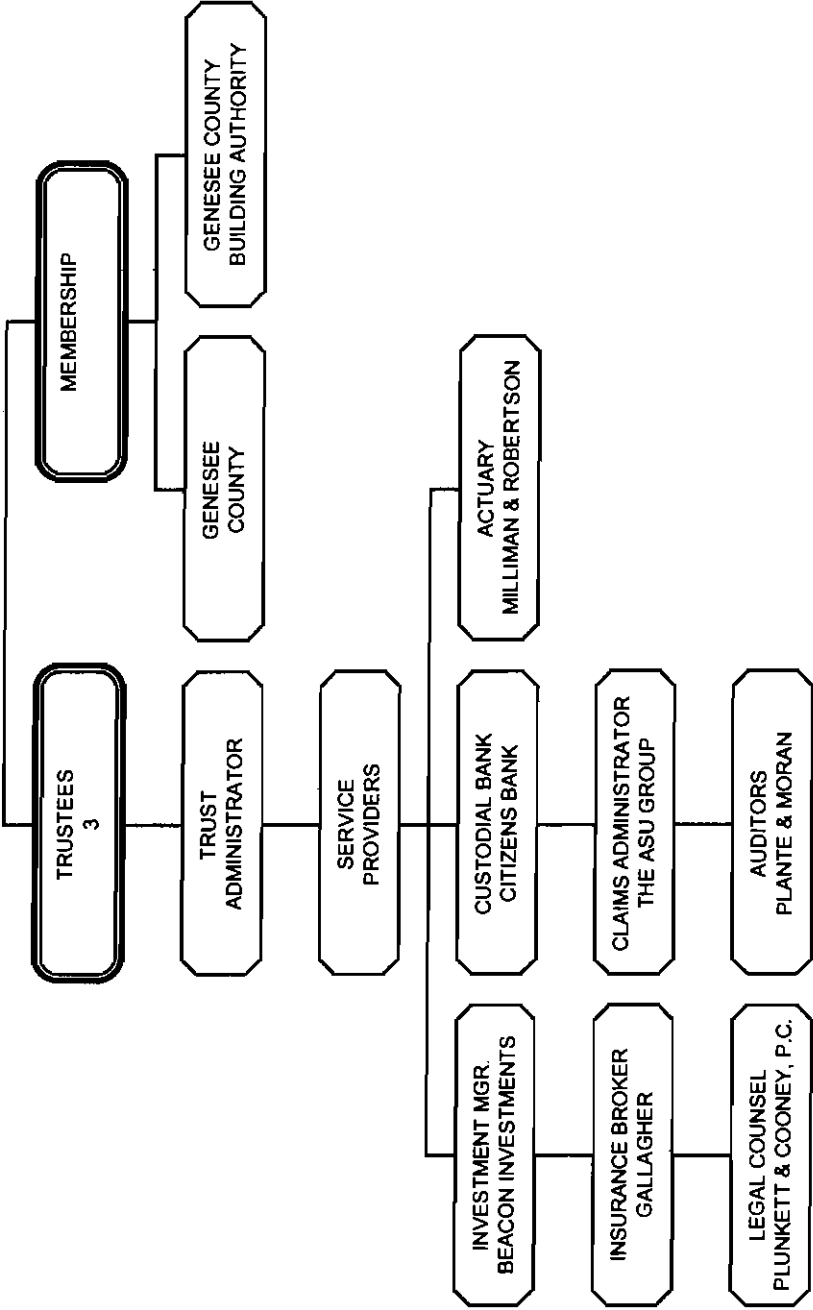 TRUSTEES
3
MEMBERSHIP
TRUST
ADMINISTRATOR
GENESEE
COUNTY
GENESEE COUNTY
BUILDING AUTHORITY
SERVICE
PROVIDERS
INVESTMENT MGR.
BEACON INVESTMENTS
CUSTODIAL BANK
CITIZENS BANK
ACTUARY
MILLIMAN & ROBERTSON
INSURANCE BROKER
GALLAGHER
CLAIMS ADMINISTRATOR
THE ASU GROUP
LEGAL COUNSEL
PLUNKETT & COONEY, P.C.
AUDITORS
PLANTE & MORAN